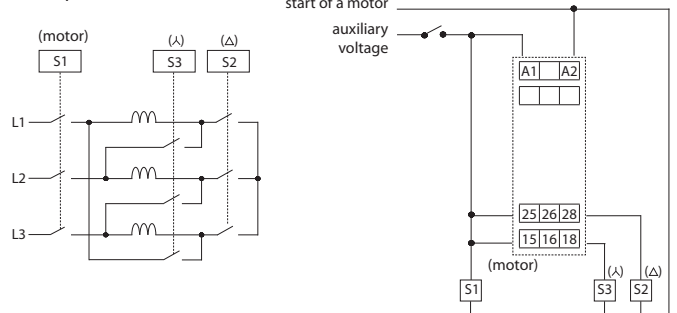 start of a motor
auxiliary
voltage
(motor)
(⅄)
(△)
S1
S3
S2
L1
L2
L3
A1
A2
25 26 28
15 16 18
(motor)
(⅄)
(△)
S1
S3
S2